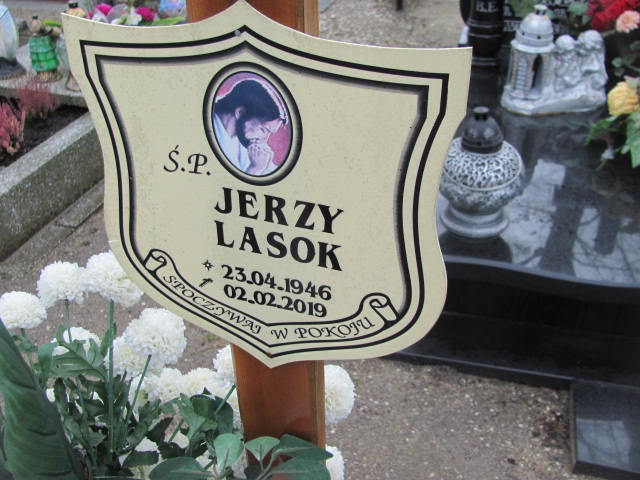 Ś.P.
JERZY
LASOK
23.04.1946
02.02.2019
SPOCZYWAJ W POKOJU
B.E.